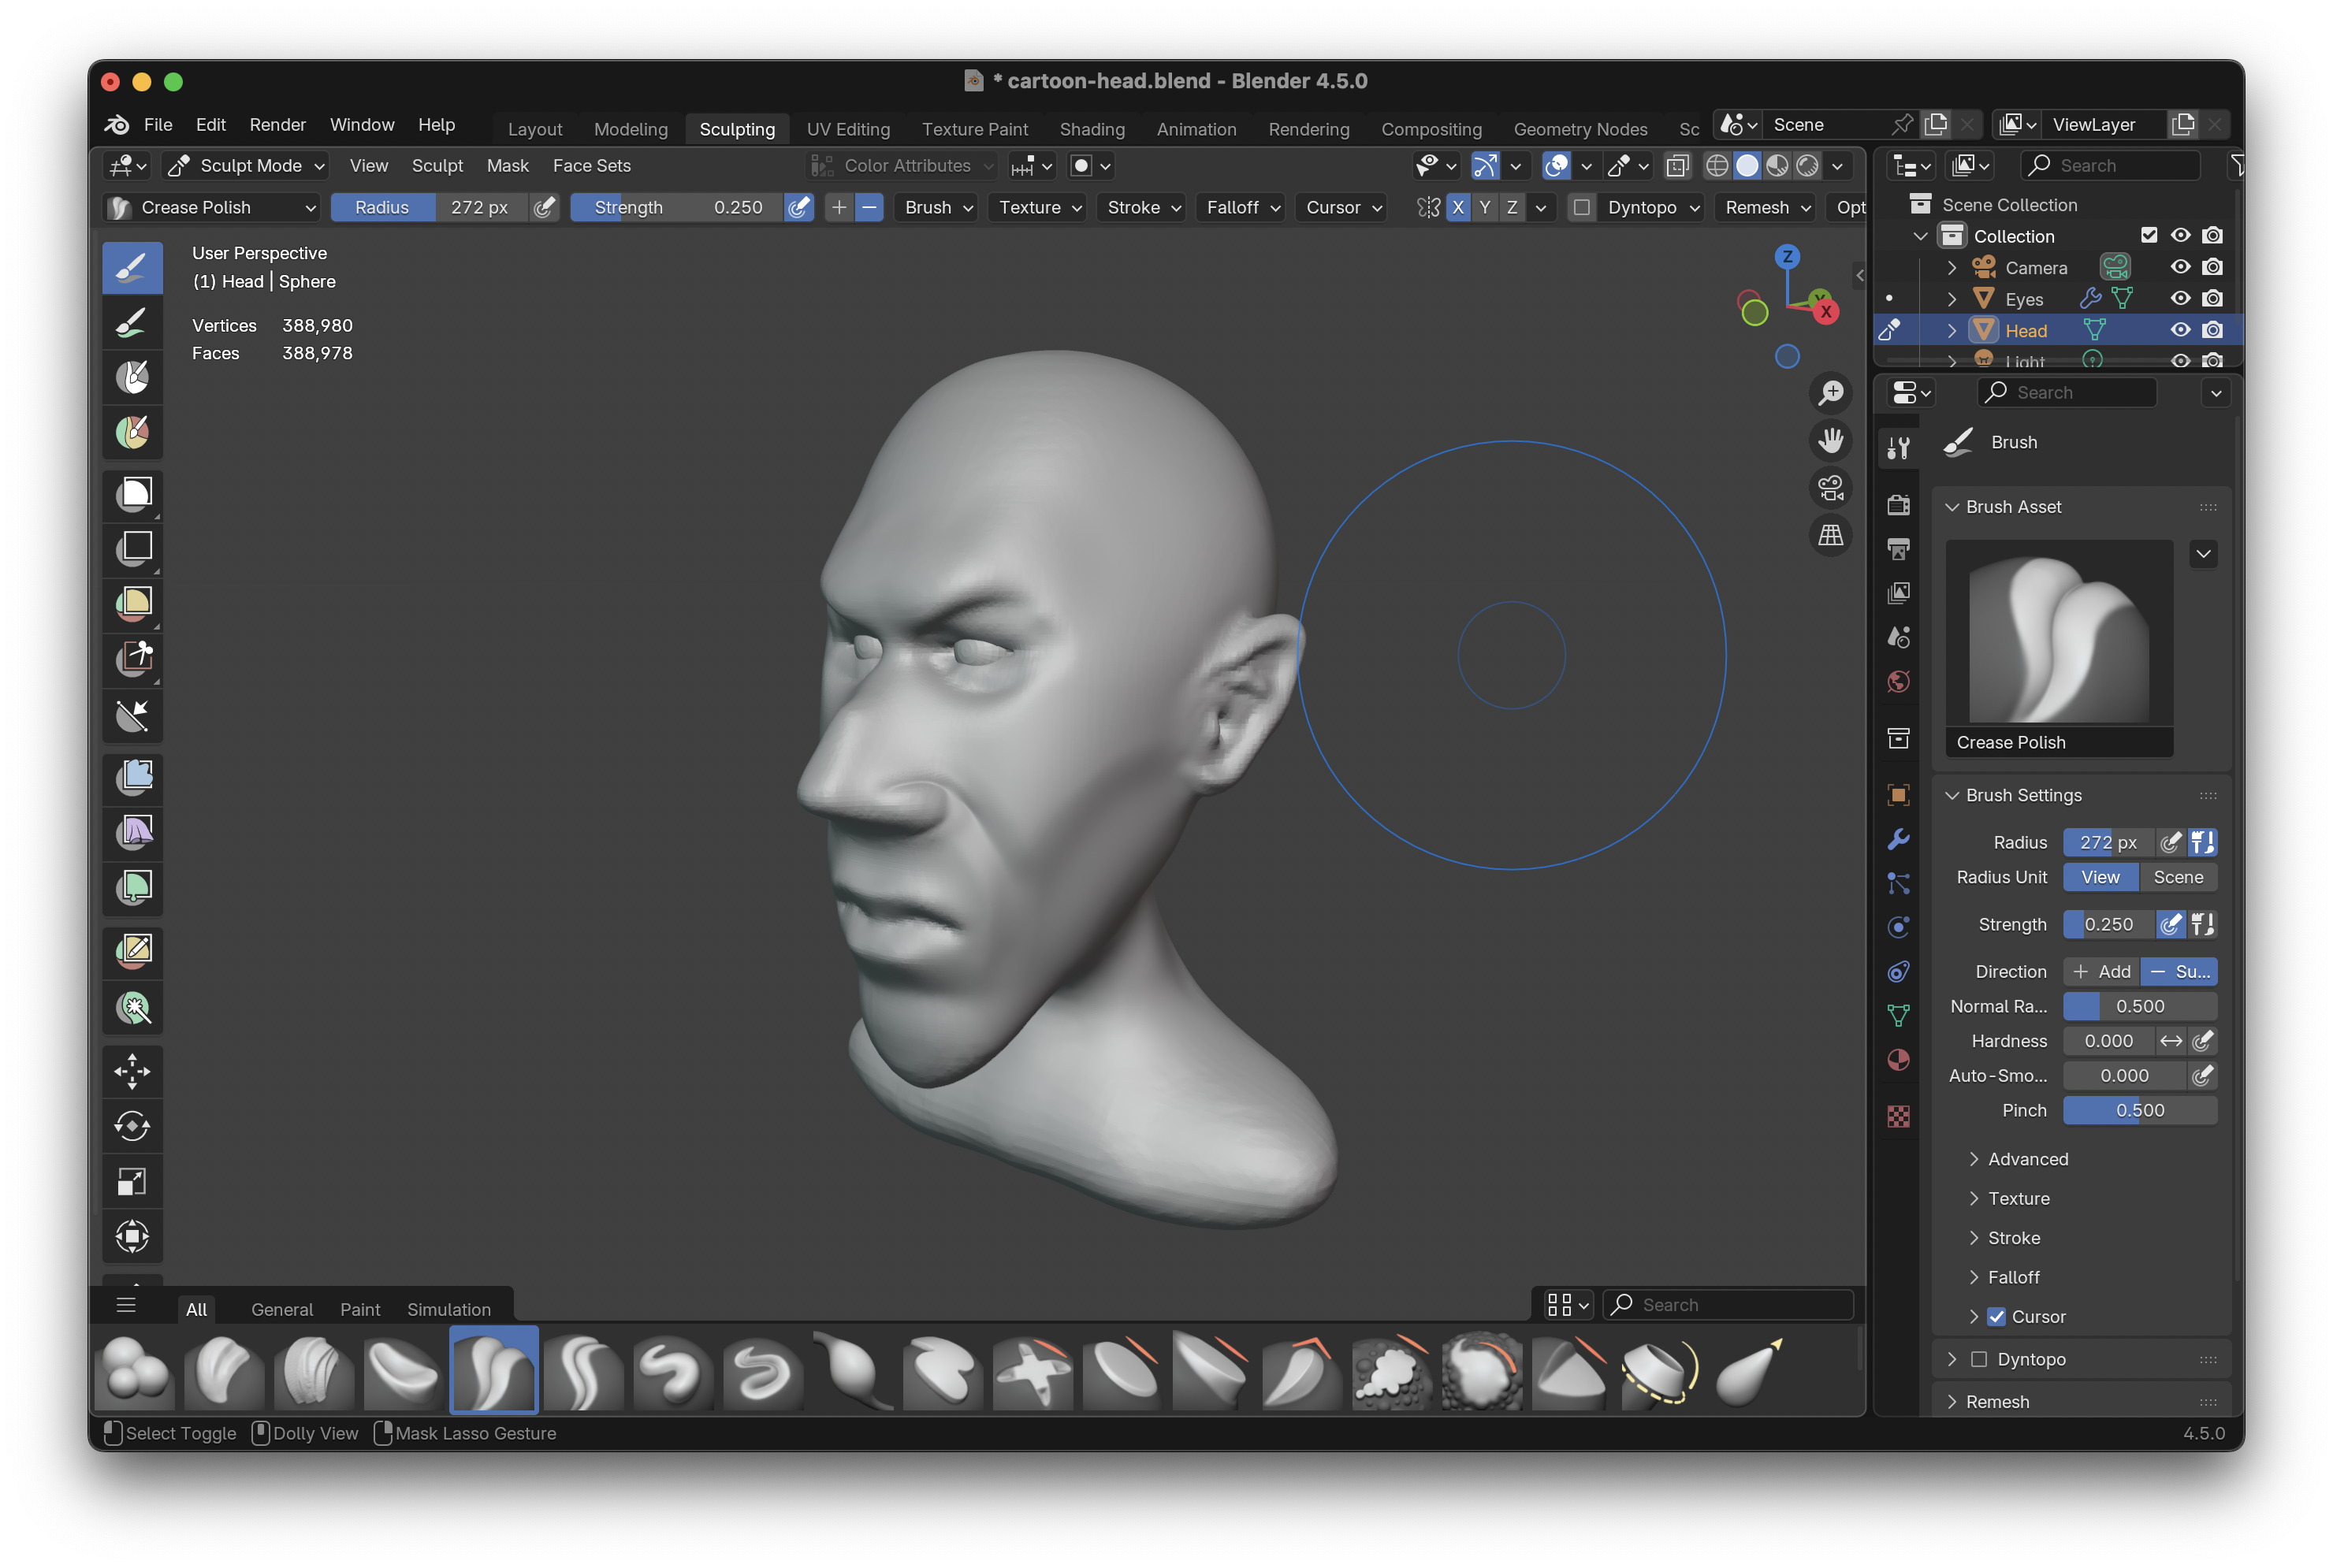 * cartoon-head.blend - Blender 4.5.0
File Edit Render Window Help Layout Modeling Sculpting UV Editing Texture Paint Shading Animation Rendering Compositing Geometry Nodes Sc Scene ViewLayer
Sculpt Mode View Sculpt Mask Face Sets Color Attributes
Crease Polish Radius 272 px Strength 0.250 Brush Texture Stroke Falloff Cursor X Y Z Dyntopo Remesh Opt
User Perspective
(1) Head | Sphere
Vertices 388,980
Faces 388,978
Z
Y
X
Search
Scene Collection
Collection
Camera
Eyes
Head
Light
Search
Brush
Brush Asset
Crease Polish
Brush Settings
Radius 272 px
Radius Unit View Scene
Strength 0.250
Direction + Add − Su...
Normal Ra... 0.500
Hardness 0.000
Auto-Smo... 0.000
Pinch 0.500
Advanced
Texture
Stroke
Falloff
Cursor
Dyntopo
Remesh
All General Paint Simulation Search
Select Toggle Dolly View Mask Lasso Gesture 4.5.0